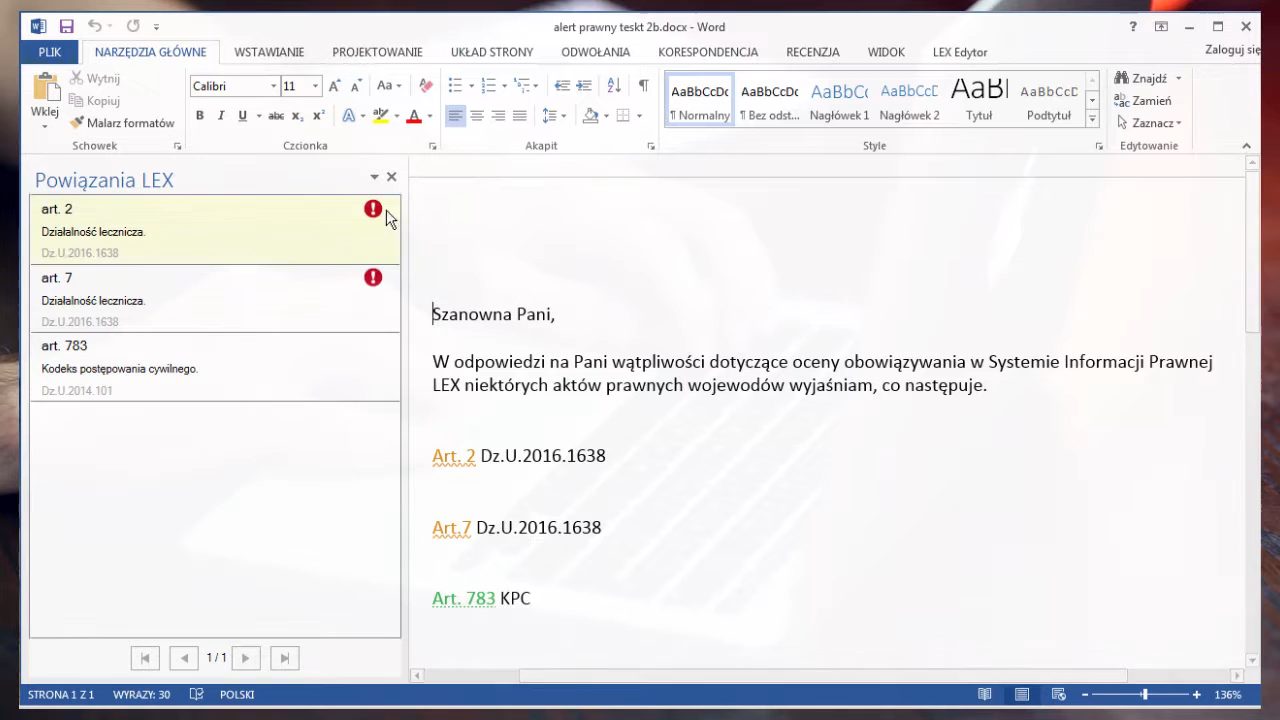 alert prawny teskt 2b.docx - Word
?
PLIK NARZĘDZIA GŁÓWNE WSTAWIANIE PROJEKTOWANIE UKŁAD STRONY ODWOŁANIA KORESPONDENCJA RECENZJA WIDOK LEX Edytor Zaloguj się
Wklej
Wytnij
Kopiuj
Malarz formatów
Schowek
Calibri 11
B I U abc x₂ x²
Czcionka
Akapit
AaBbCcDc AaBbCcDc AaBbCc AaBbCcD AaBl AaBbCcD
¶ Normalny ¶ Bez odst... Nagłówek 1 Nagłówek 2 Tytuł Podtytuł
Style
Znajdź
Zamień
Zaznacz
Edytowanie
Powiązania LEX
art. 2
Działalność lecznicza.
Dz.U.2016.1638
art. 7
Działalność lecznicza.
Dz.U.2016.1638
art. 783
Kodeks postępowania cywilnego.
Dz.U.2014.101
1/1
Szanowna Pani,
W odpowiedzi na Pani wątpliwości dotyczące oceny obowiązywania w Systemie Informacji Prawnej
LEX niektórych aktów prawnych wojewodów wyjaśniam, co następuje.
Art. 2 Dz.U.2016.1638
Art.7 Dz.U.2016.1638
Art. 783 KPC
STRONA 1 Z 1 WYRAZY: 30 POLSKI 136%